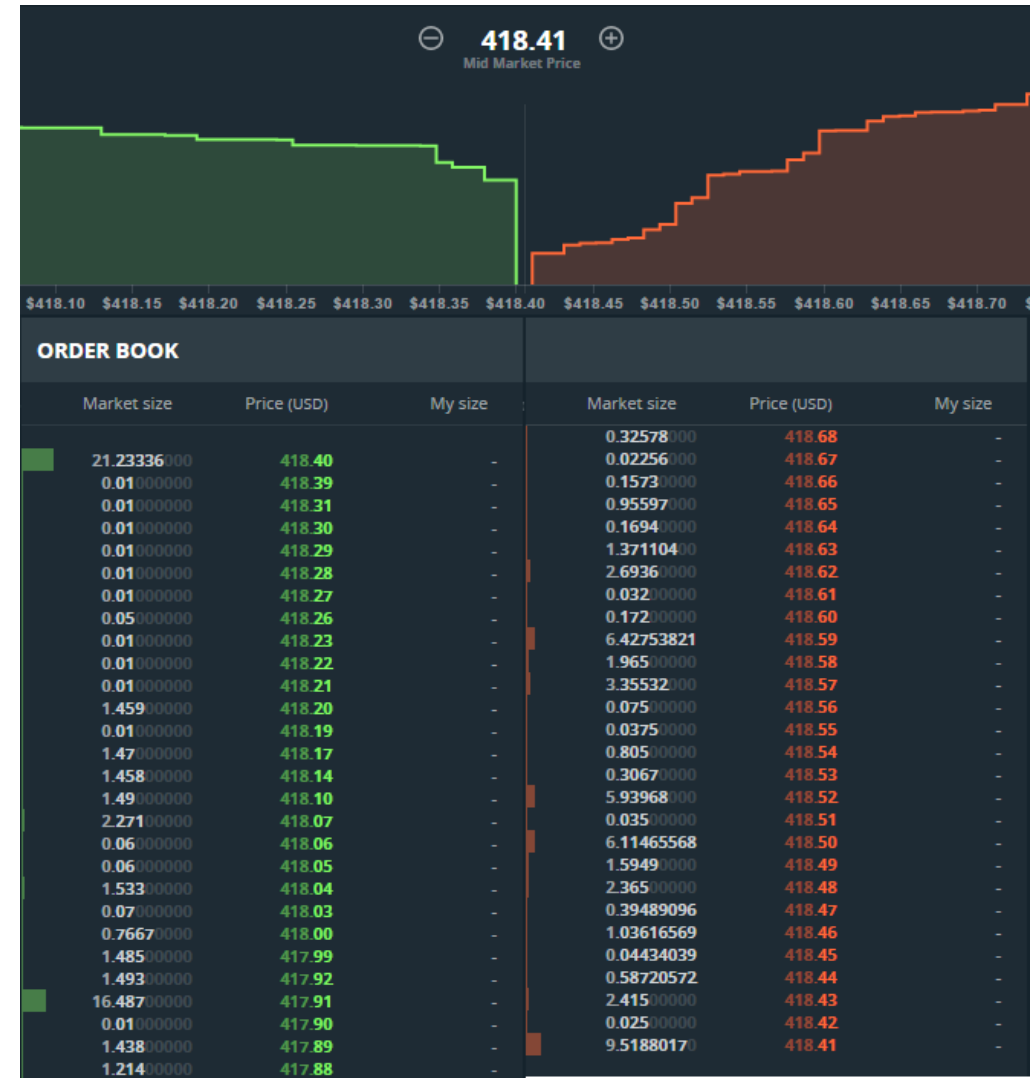 418.41
Mid Market Price
$418.10 $418.15 $418.20 $418.25 $418.30 $418.35 $418.40 $418.45 $418.50 $418.55 $418.60 $418.65 $418.70
ORDER BOOK
Market size Price (USD) My size Market size Price (USD) My size
0.32578000 418.68 -
21.23336000 418.40 - 0.02256000 418.67 -
0.01000000 418.39 - 0.15730000 418.66 -
0.01000000 418.31 - 0.95597000 418.65 -
0.01000000 418.30 - 0.16940000 418.64 -
0.01000000 418.29 - 1.37110400 418.63 -
0.01000000 418.28 - 2.69360000 418.62 -
0.01000000 418.27 - 0.03200000 418.61 -
0.05000000 418.26 - 0.17200000 418.60 -
0.01000000 418.23 - 6.42753821 418.59 -
0.01000000 418.22 - 1.96500000 418.58 -
0.01000000 418.21 - 3.35532000 418.57 -
1.45900000 418.20 - 0.07500000 418.56 -
0.01000000 418.19 - 0.03750000 418.55 -
1.47000000 418.17 - 0.80500000 418.54 -
1.45800000 418.14 - 0.30670000 418.53 -
1.49000000 418.10 - 5.93968000 418.52 -
2.27100000 418.07 - 0.03500000 418.51 -
0.06000000 418.06 - 6.11465568 418.50 -
0.06000000 418.05 - 1.59490000 418.49 -
1.53300000 418.04 - 2.36500000 418.48 -
0.07000000 418.03 - 0.39489096 418.47 -
0.76670000 418.00 - 1.03616569 418.46 -
1.48500000 417.99 - 0.04434039 418.45 -
1.49300000 417.92 - 0.58720572 418.44 -
16.48700000 417.91 - 2.41500000 418.43 -
0.01000000 417.90 - 0.02500000 418.42 -
1.43800000 417.89 - 9.51880170 418.41 -
1.21400000 417.88 -